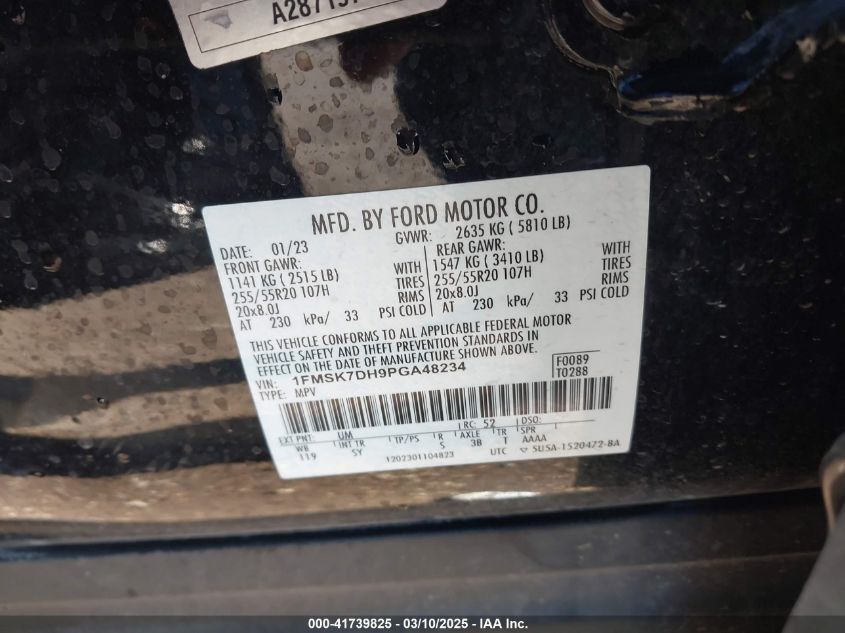 MFD. BY FORD MOTOR CO.
DATE: 01/23 GVWR: 2635 KG ( 5810 LB)
FRONT GAWR: WITH REAR GAWR: WITH
1141 KG ( 2515 LB) TIRES 1547 KG ( 3410 LB) TIRES
255/55R20 107H RIMS 255/55R20 107H RIMS
20x8.0J 20x8.0J
AT 230 kPa/ 33 PSI COLD AT 230 kPa/ 33 PSI COLD
THIS VEHICLE CONFORMS TO ALL APPLICABLE FEDERAL MOTOR
VEHICLE SAFETY AND THEFT PREVENTION STANDARDS IN
EFFECT ON THE DATE OF MANUFACTURE SHOWN ABOVE.
VIN: 1FMSK7DH9PGA48234 F0089
TYPE: MPV T0288
EXT PNT: UM RC: 52 DSO:
WB INT TR TP/PS R AXLE TR SPR
119 5Y S 3B T AAAA
1202301104823 UTC ▽ 5U5A-1520472-BA
000-41739825 - 03/10/2025 - IAA Inc.